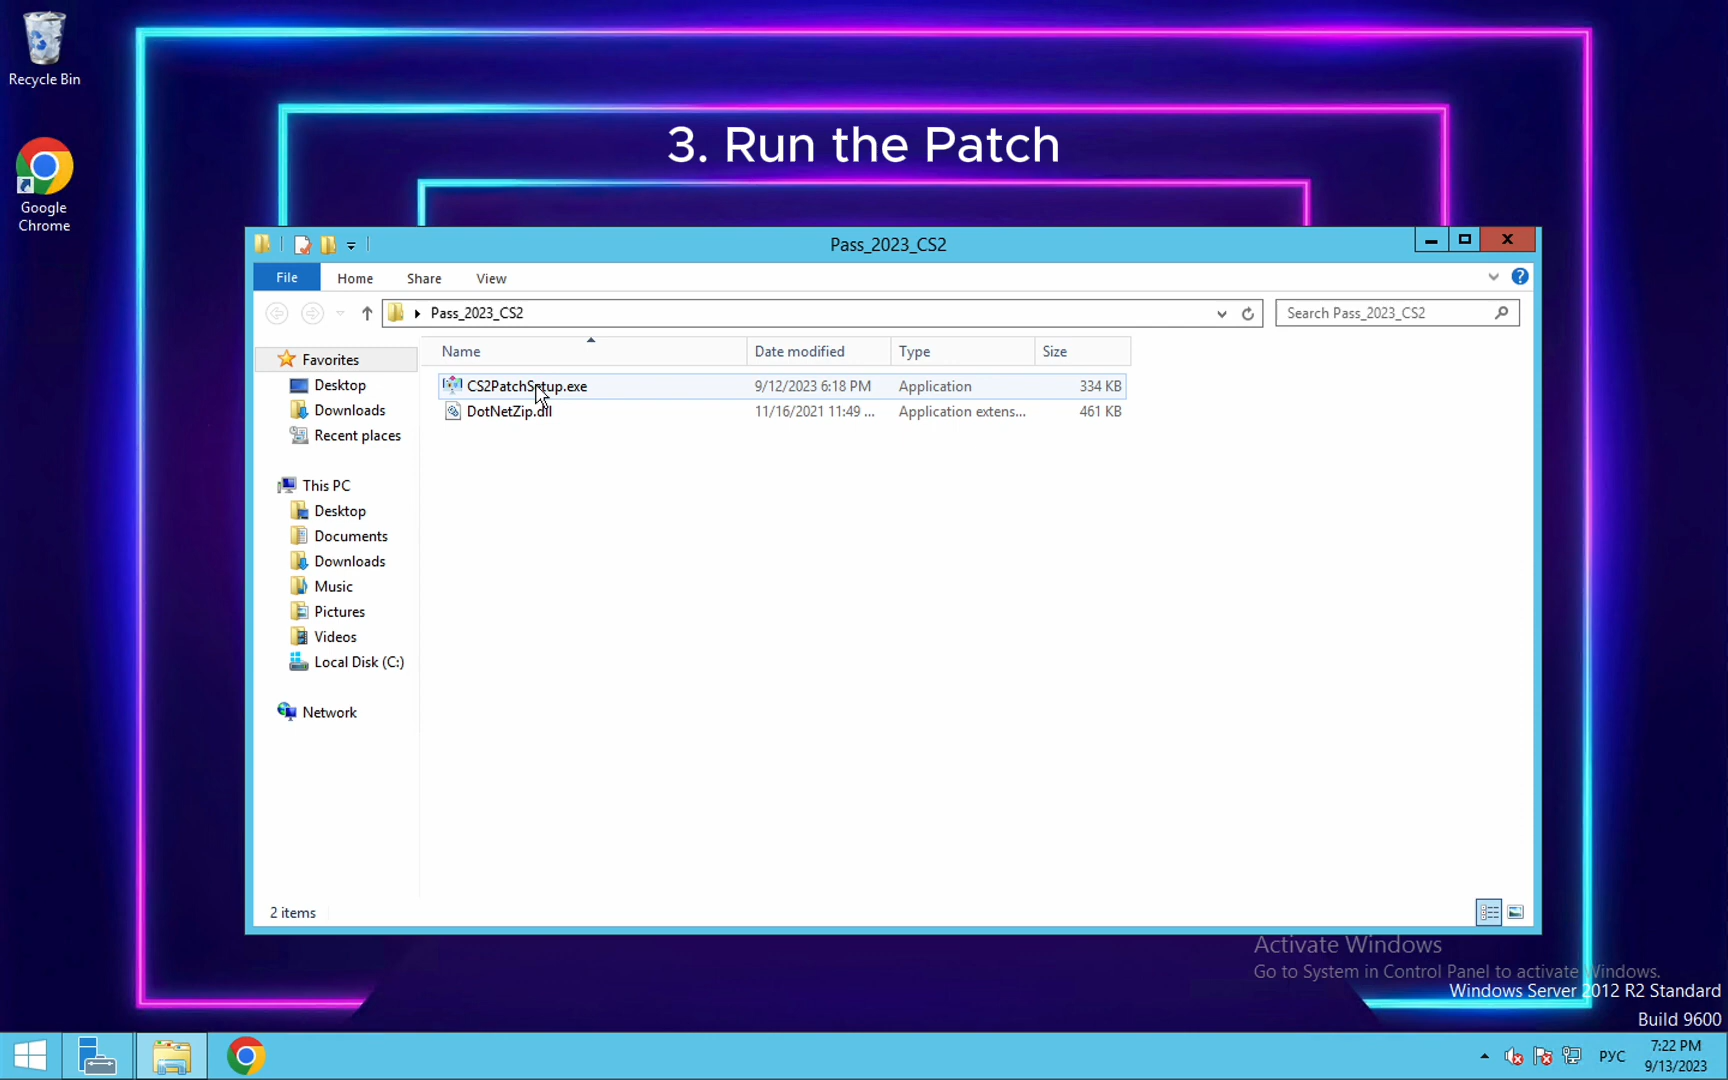 Recycle Bin
Google
Chrome
3. Run the Patch
Pass_2023_CS2
File Home Share View
Pass_2023_CS2
Search Pass_2023_CS2
Name Date modified Type Size
CS2PatchSetup.exe 9/12/2023 6:18 PM Application 334 KB
DotNetZip.dll 11/16/2021 11:49 ... Application extens... 461 KB
Favorites
Desktop
Downloads
Recent places
This PC
Desktop
Documents
Downloads
Music
Pictures
Videos
Local Disk (C:)
Network
2 items
Activate Windows
Go to System in Control Panel to activate Windows.
Windows Server 2012 R2 Standard
Build 9600
РУС
7:22 PM
9/13/2023